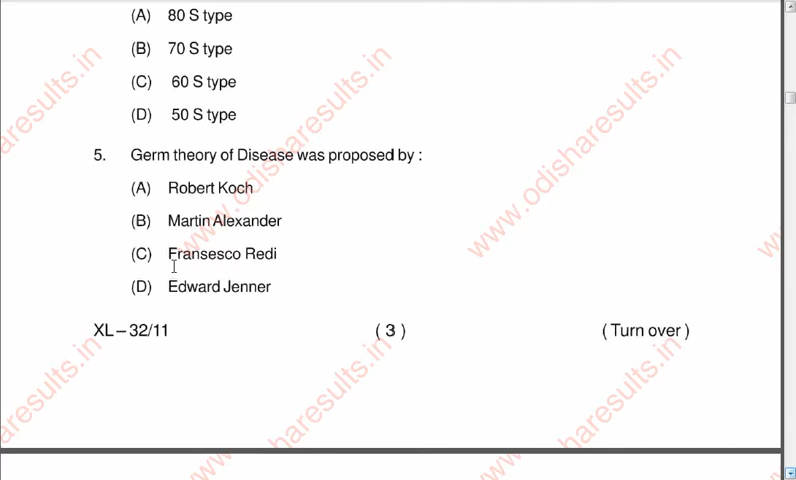 (A) 80 S type
(B) 70 S type
(C) 60 S type
(D) 50 S type
5. Germ theory of Disease was proposed by :
(A) Robert Koch
(B) Martin Alexander
(C) Fransesco Redi
(D) Edward Jenner
XL – 32/11 ( 3 ) ( Turn over )
www.odisharesults.in